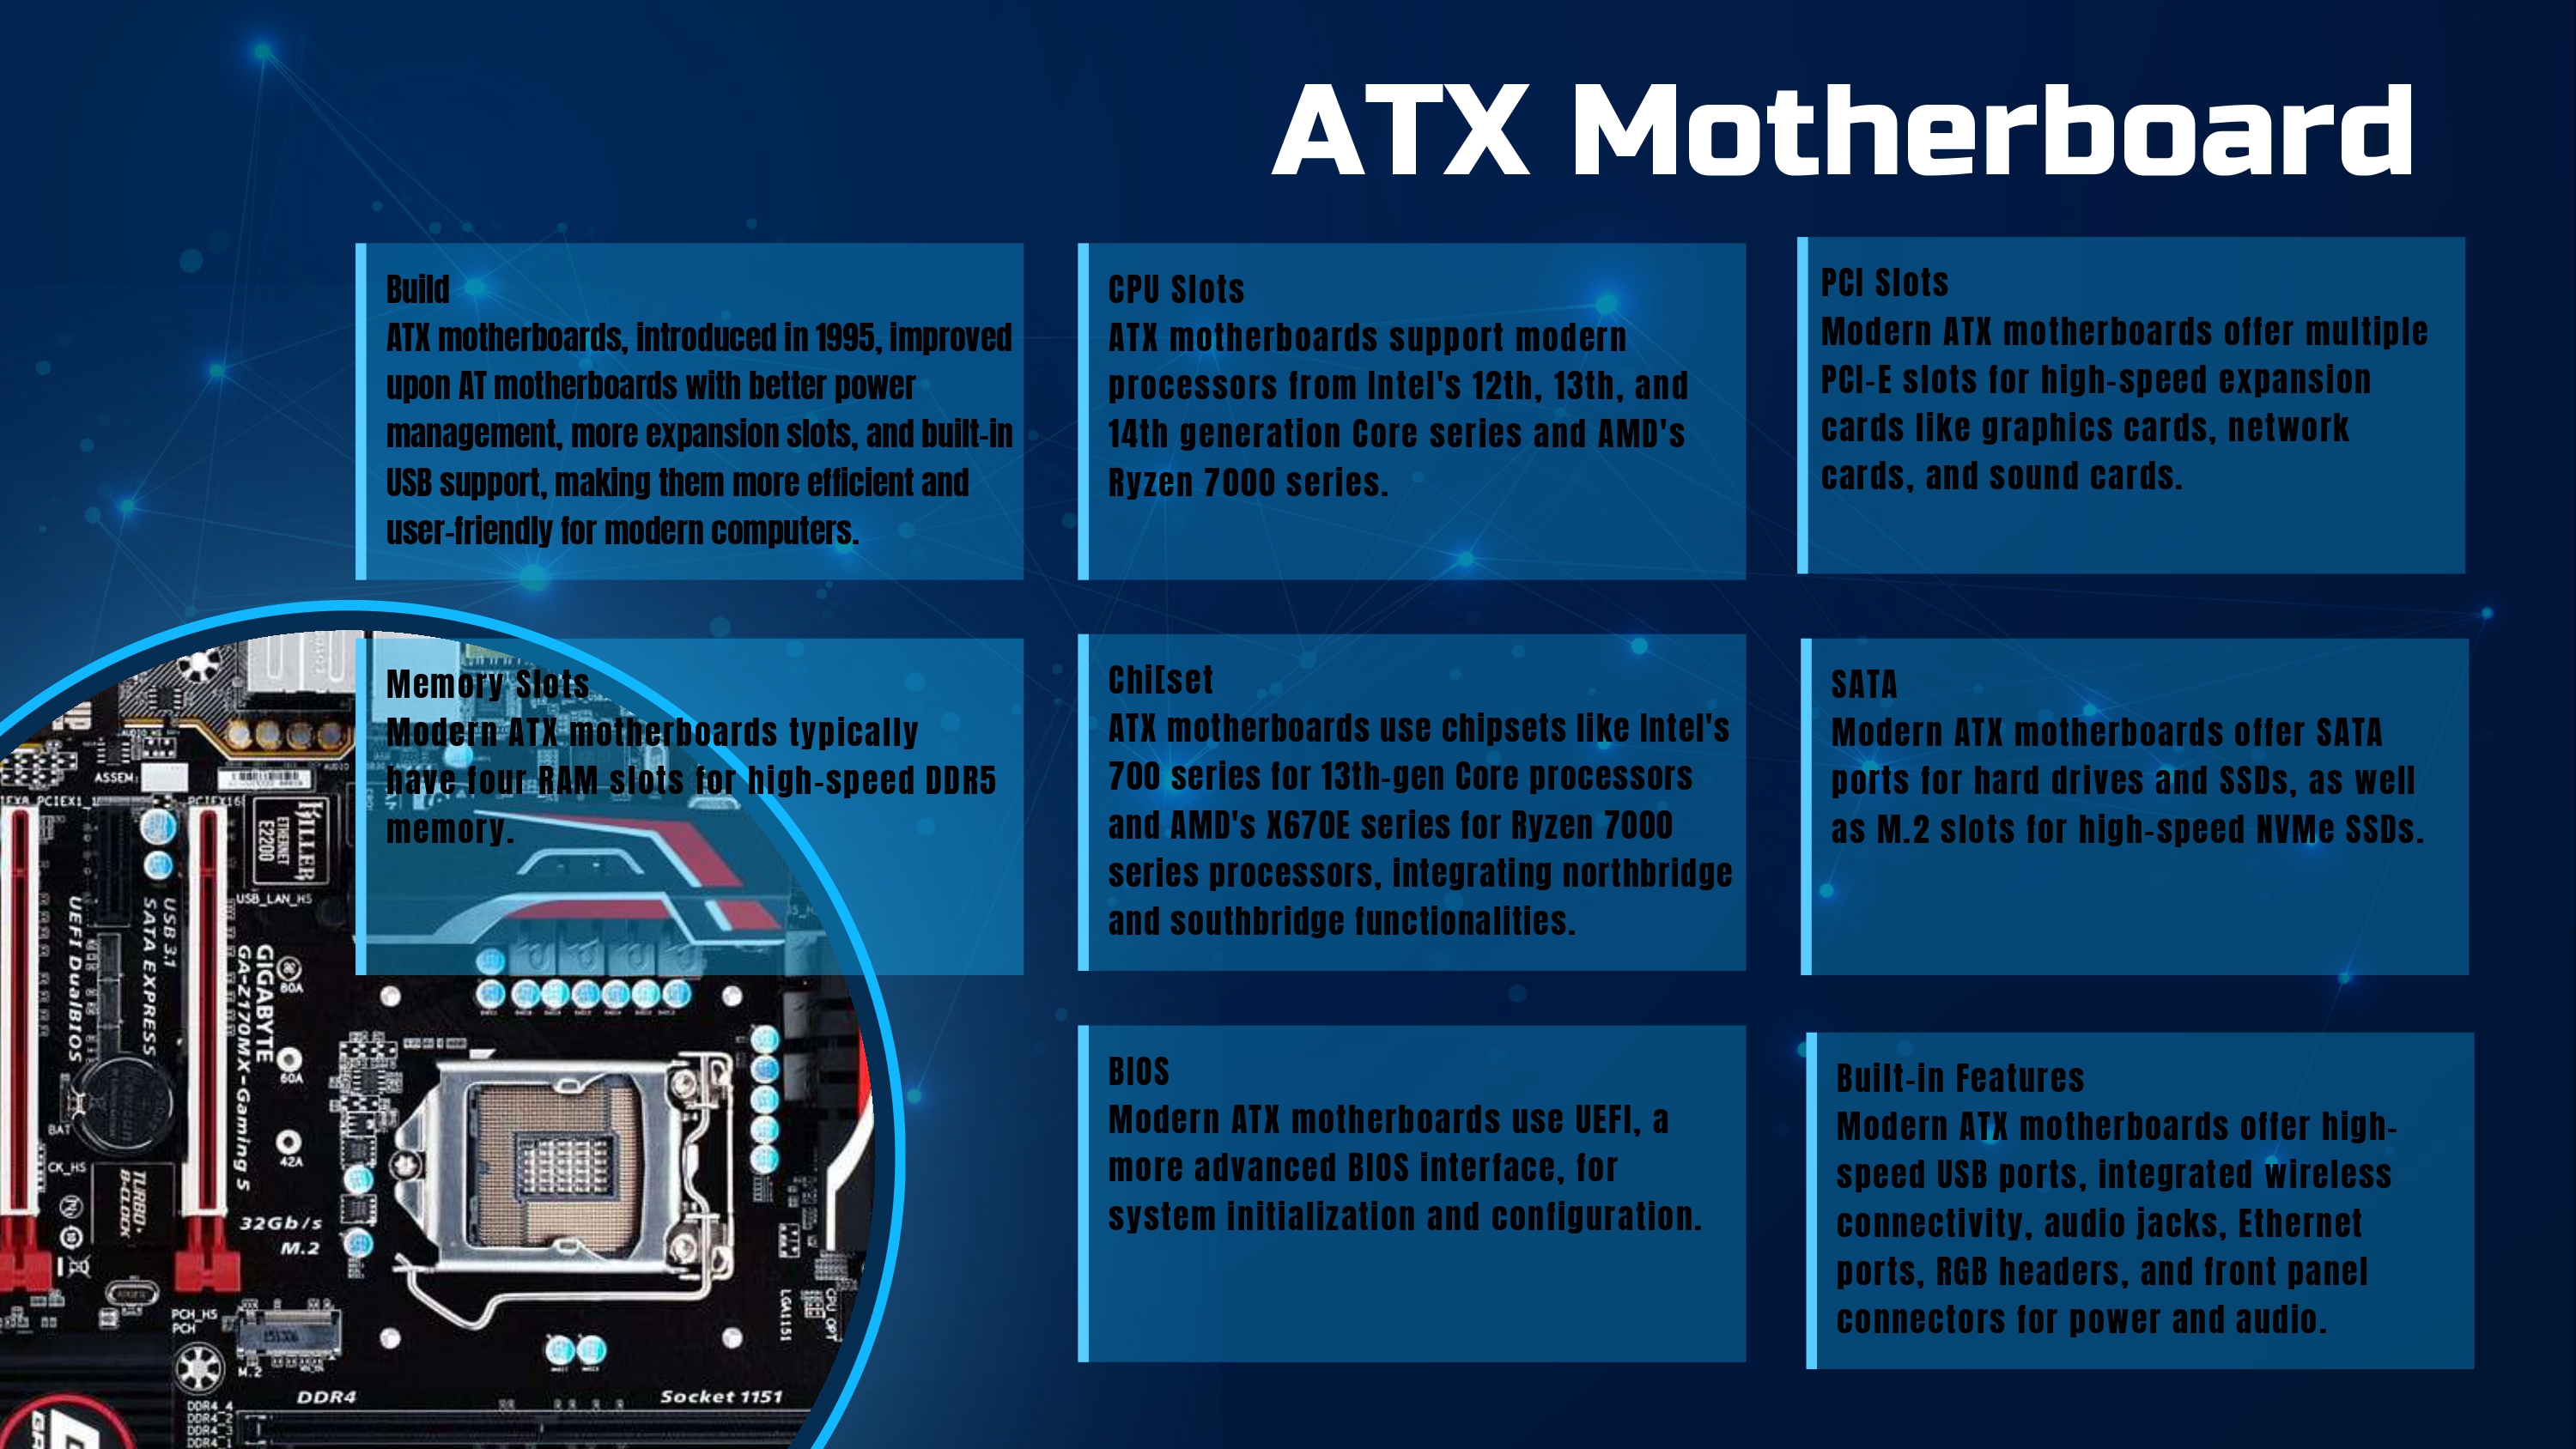 ATX Motherboard
Build
ATX motherboards, introduced in 1995, improved
upon AT motherboards with better power
management, more expansion slots, and built-in
USB support, making them more efficient and
user-friendly for modern computers.
CPU Slots
ATX motherboards support modern
processors from Intel's 12th, 13th, and
14th generation Core series and AMD's
Ryzen 7000 series.
PCI Slots
Modern ATX motherboards offer multiple
PCI-E slots for high-speed expansion
cards like graphics cards, network
cards, and sound cards.
Memory Slots
Modern ATX motherboards typically
have four RAM slots for high-speed DDR5
memory.
Chi[set
ATX motherboards use chipsets like Intel's
700 series for 13th-gen Core processors
and AMD's X670E series for Ryzen 7000
series processors, integrating northbridge
and southbridge functionalities.
SATA
Modern ATX motherboards offer SATA
ports for hard drives and SSDs, as well
as M.2 slots for high-speed NVMe SSDs.
BIOS
Modern ATX motherboards use UEFI, a
more advanced BIOS interface, for
system initialization and configuration.
Built-in Features
Modern ATX motherboards offer high-
speed USB ports, integrated wireless
connectivity, audio jacks, Ethernet
ports, RGB headers, and front panel
connectors for power and audio.
ASSEM:
PCIEX1_1
PCIEX16
KILLER
ETHERNET
E2200
USB_LAN_HS
USB 3.1
SATA EXPRESS
UEFI DualBIOS
GIGABYTE
GA-Z170MX-Gaming 5
80A
60A
42A
BAT
CK_HS
TURBO
B-CLOCK
32Gb/s
M.2
PCH_HS
PCH
M.2
DDR4
Socket 1151
LGA1151
CPU_OPT
DDR4_4
DDR4_2
DDR4_3
DDR4_1